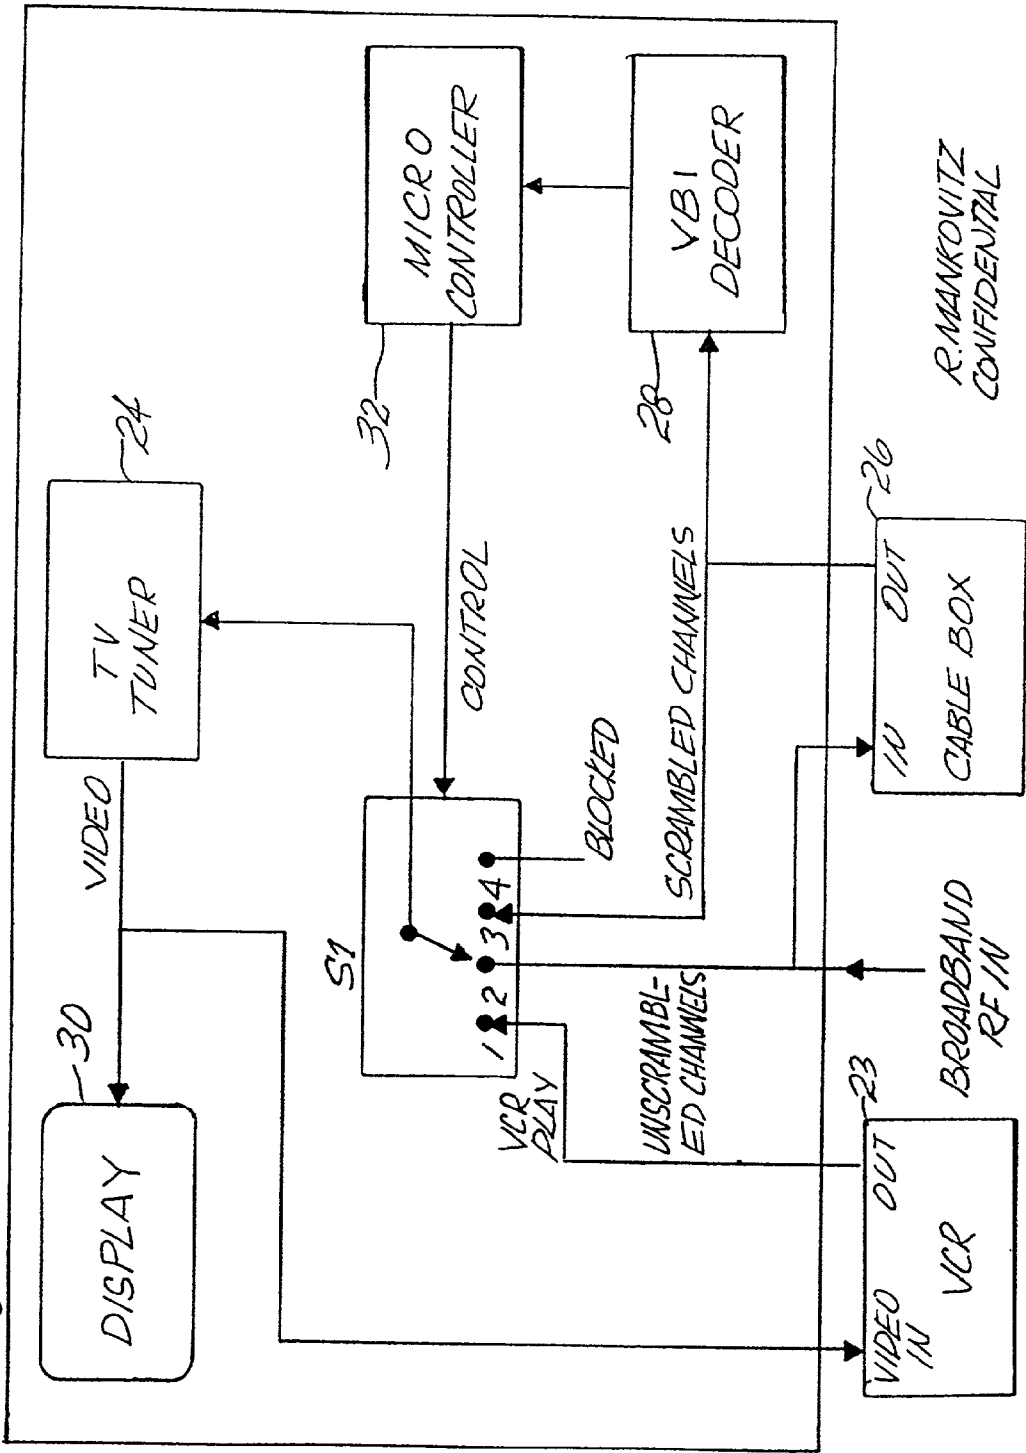 DISPLAY
30
VIDEO
TV
TUNER
24
S1
1
2
3
4
CONTROL
32
MICRO
CONTROLLER
VCR
PLAY
UNSCRAMBL-
ED CHANNELS
BLOCKED
SCRAMBLED CHANNELS
28
VBI
DECODER
VIDEO
IN
OUT
23
VCR
BROADBAND
RF IN
IN
OUT
26
CABLE BOX
R.MANKOVITZ
CONFIDENTIAL